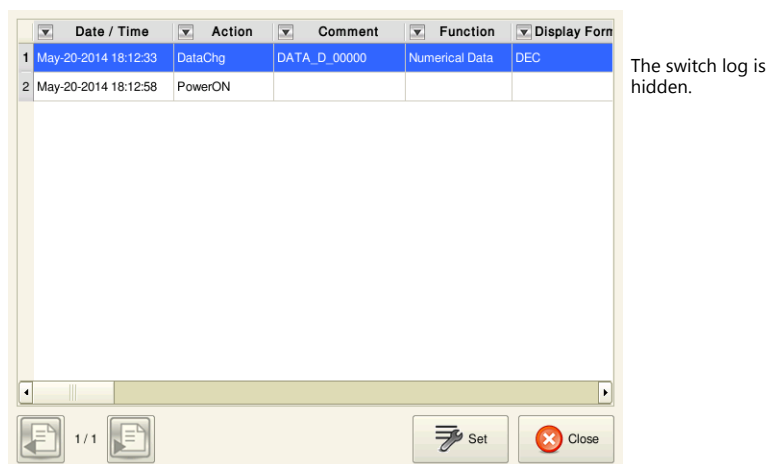 Date / Time Action Comment Function Display Form
1 May-20-2014 18:12:33 DataChg DATA_D_00000 Numerical Data DEC
2 May-20-2014 18:12:58 PowerON
The switch log is
hidden.
1 / 1 Set Close